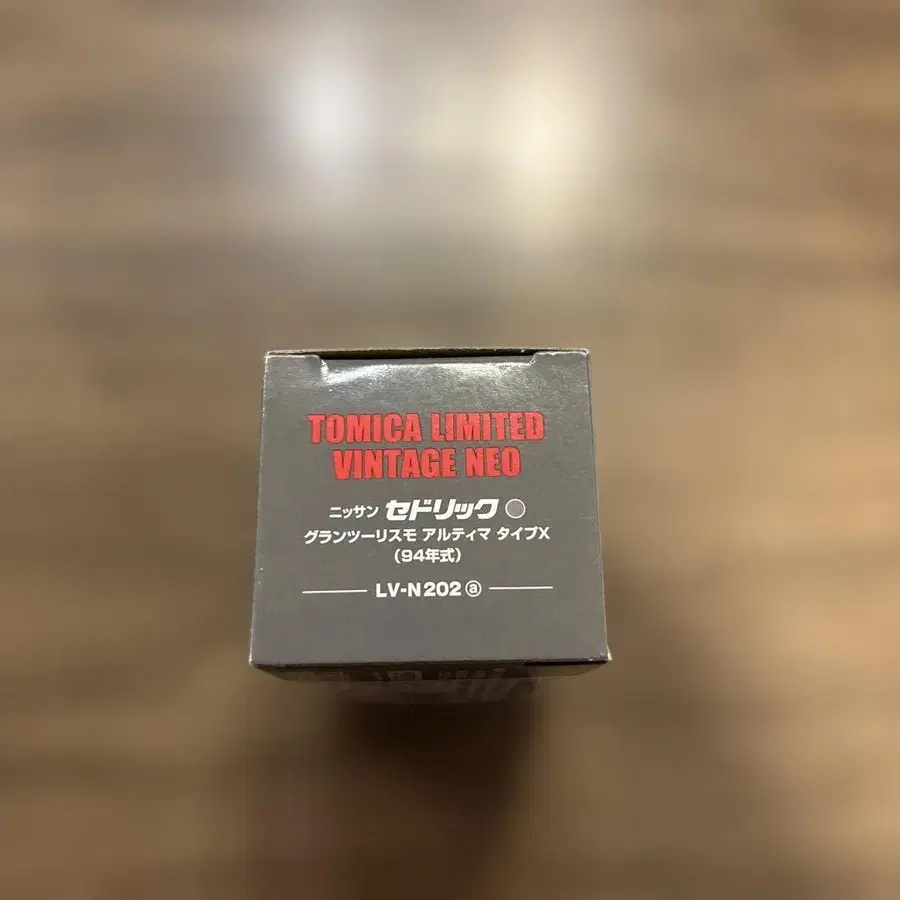 TOMICA LIMITED
VINTAGE NEO
ニッサン セドリック
グランツーリスモ アルティマ タイプX
(94年式)
LV-N202 ⓐ